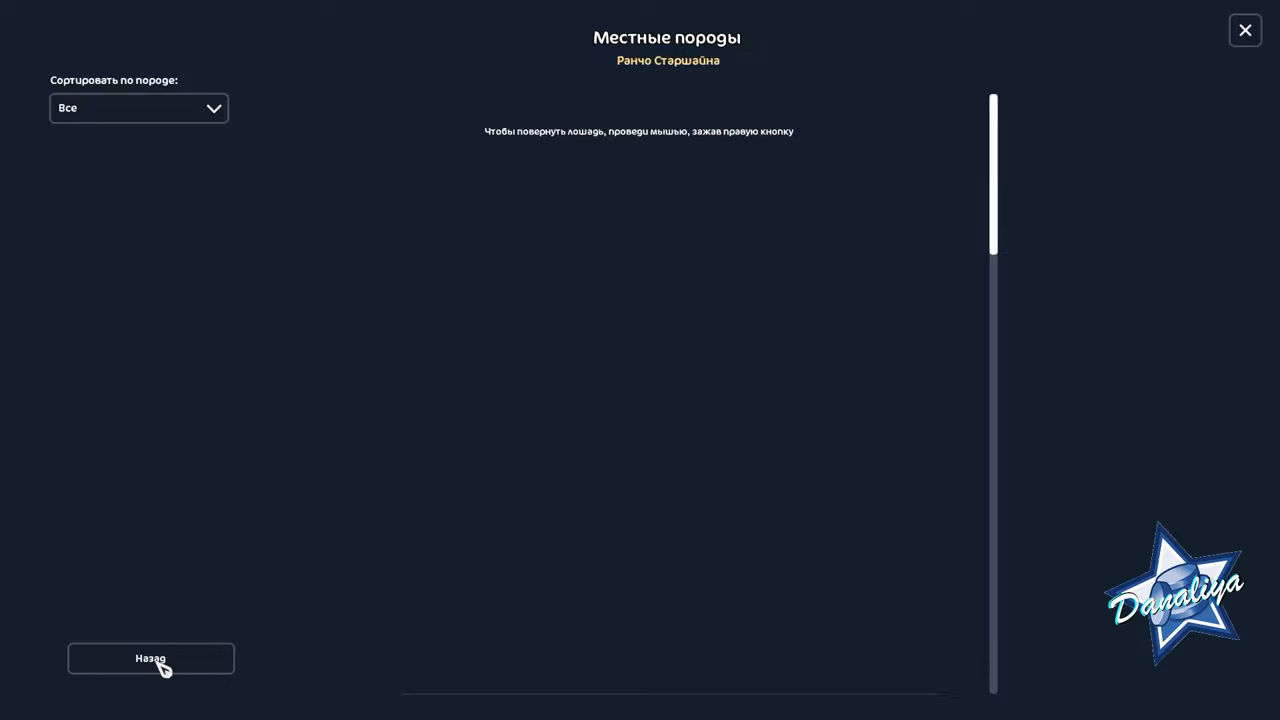 Местные породы
Ранчо Старшайна
Сортировать по породе:
Все
Чтобы повернуть лошадь, проведи мышью, зажав правую кнопку
Назад
Danaliya